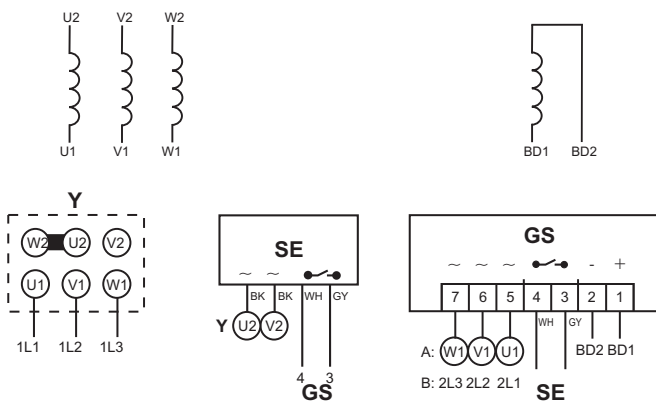 U2 V2 W2
U1 V1 W1
BD1 BD2
Y
W2 U2 V2
U1 V1 W1
1L1 1L2 1L3
SE
~ ~
BK BK WH GY
Y U2 V2
4 3
GS
GS
~ ~ ~ - +
7 6 5 4 3 2 1
WH GY
A: W1 V1 U1 BD2 BD1
B: 2L3 2L2 2L1 SE